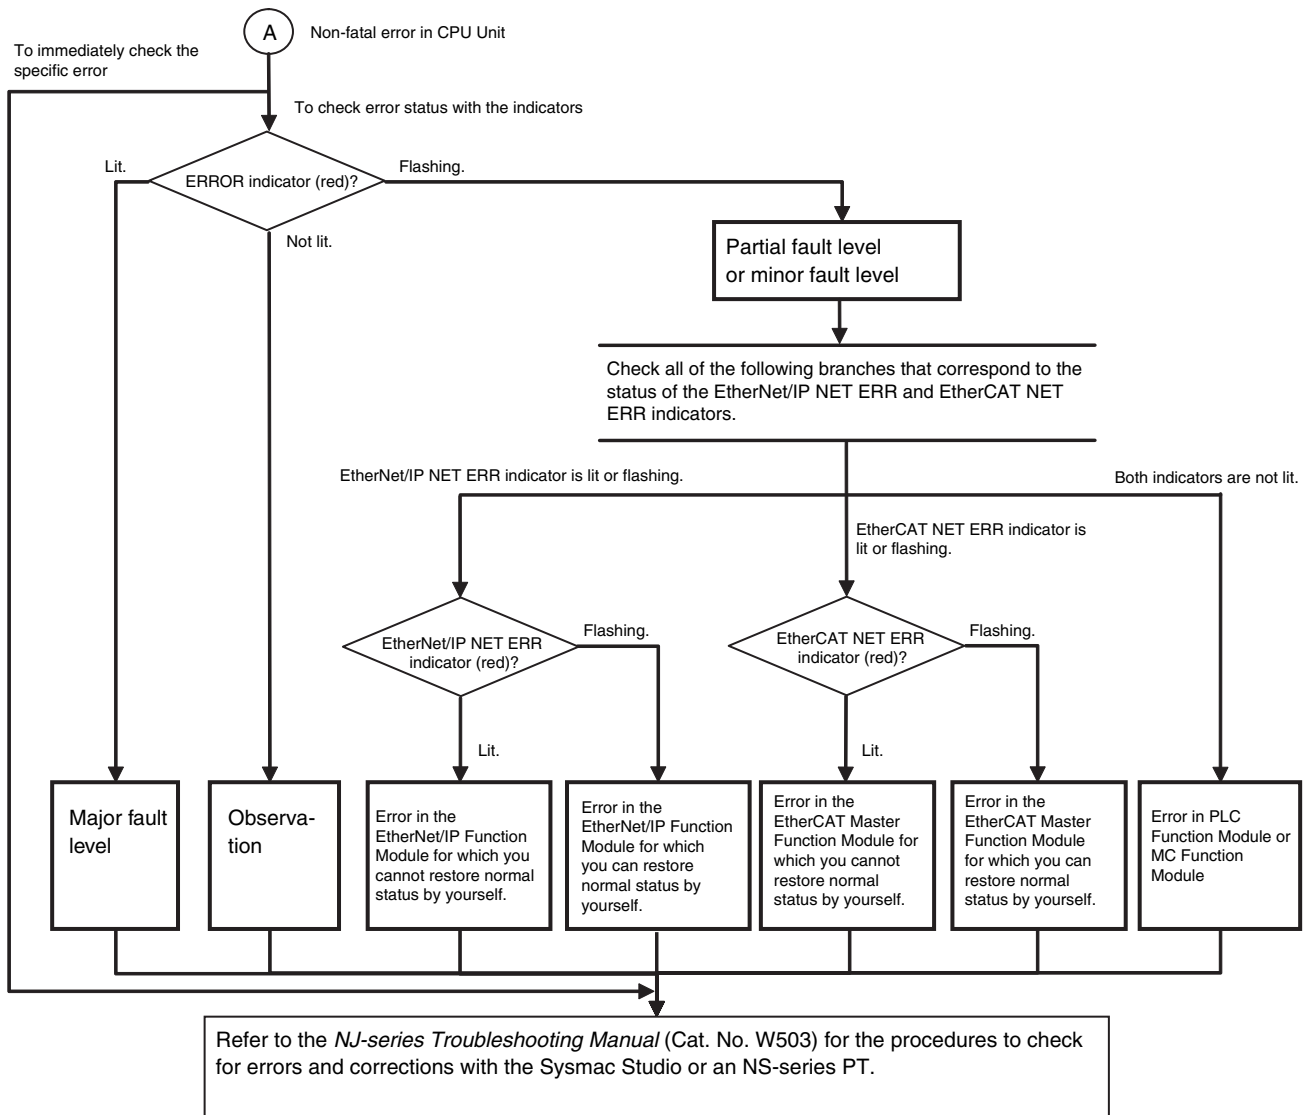 A
Non-fatal error in CPU Unit
To immediately check the
specific error
To check error status with the indicators
Lit.
ERROR indicator (red)?
Flashing.
Not lit.
Partial fault level
or minor fault level
Check all of the following branches that correspond to the
status of the EtherNet/IP NET ERR and EtherCAT NET
ERR indicators.
EtherNet/IP NET ERR indicator is lit or flashing.
Both indicators are not lit.
EtherCAT NET ERR indicator is
lit or flashing.
EtherNet/IP NET ERR
indicator (red)?
Flashing.
EtherCAT NET ERR
indicator (red)?
Flashing.
Lit.
Lit.
Major fault
level
Observa-
tion
Error in the
EtherNet/IP Function
Module for which you
cannot restore normal
status by yourself.
Error in the
EtherNet/IP Function
Module for which
you can restore
normal status by
yourself.
Error in the
EtherCAT Master
Function Module for
which you cannot
restore normal
status by yourself.
Error in the
EtherCAT Master
Function Module
for which you can
restore normal
status by yourself.
Error in PLC
Function Module or
MC Function
Module
Refer to the NJ-series Troubleshooting Manual (Cat. No. W503) for the procedures to check
for errors and corrections with the Sysmac Studio or an NS-series PT.